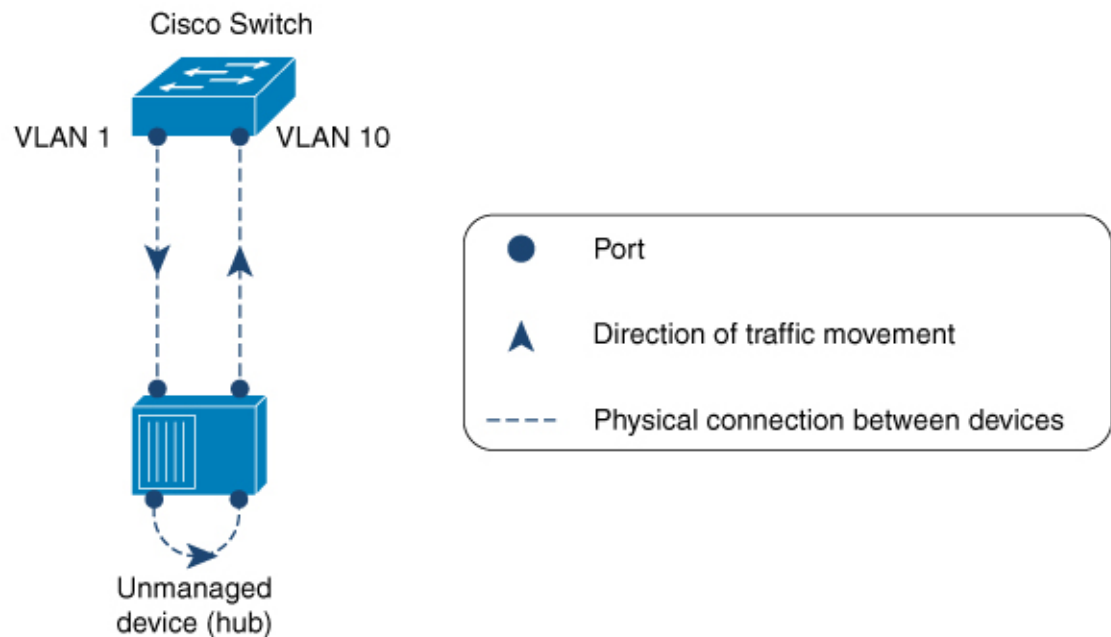 Cisco Switch
VLAN 1
VLAN 10
Port
Direction of traffic movement
Physical connection between devices
Unmanaged
device (hub)